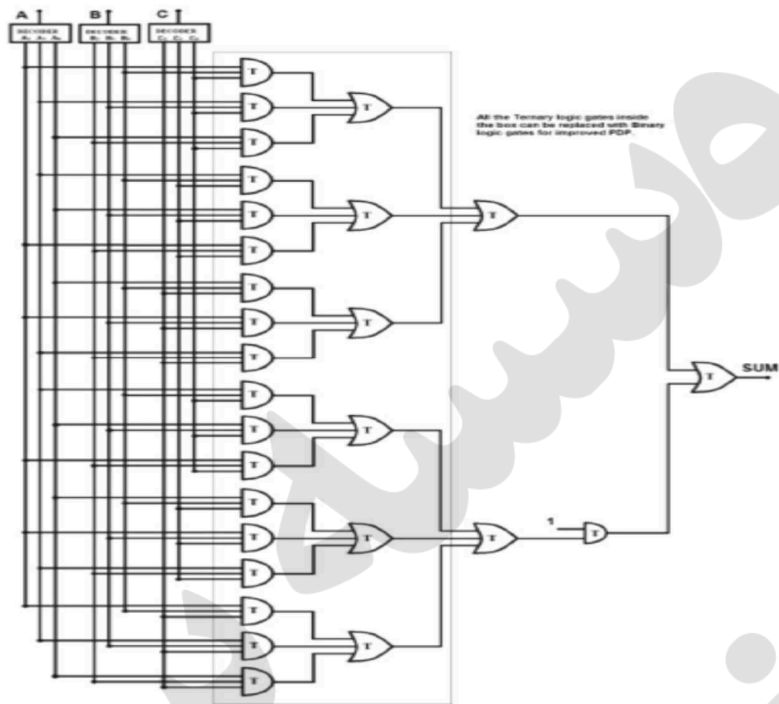 A B C
DECODER DECODER DECODER
T
T
T
T
All the Ternary logic gates inside
the box can be replaced with Binary
logic gates for improved PDP.
T
T
T
T
T
T
T
T
T
T
T
SUM
T
T
T
T
T
T
T
1
T
T
T
T
T
T
T